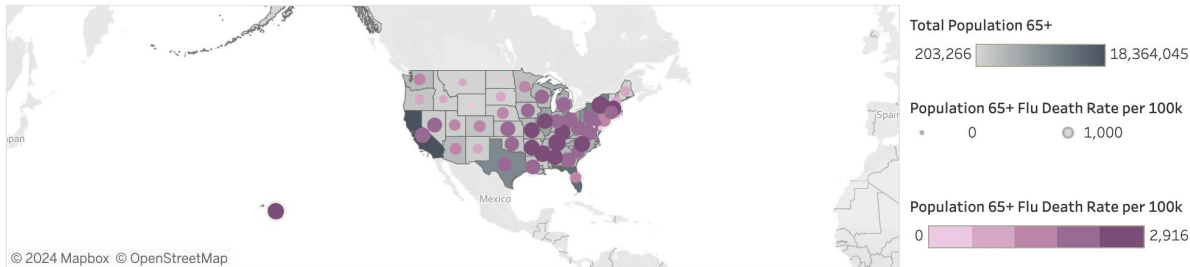 pan
Mexico
Spain
© 2024 Mapbox © OpenStreetMap
Total Population 65+
203,266 18,364,045
Population 65+ Flu Death Rate per 100k
0 1,000
Population 65+ Flu Death Rate per 100k
0 2,916